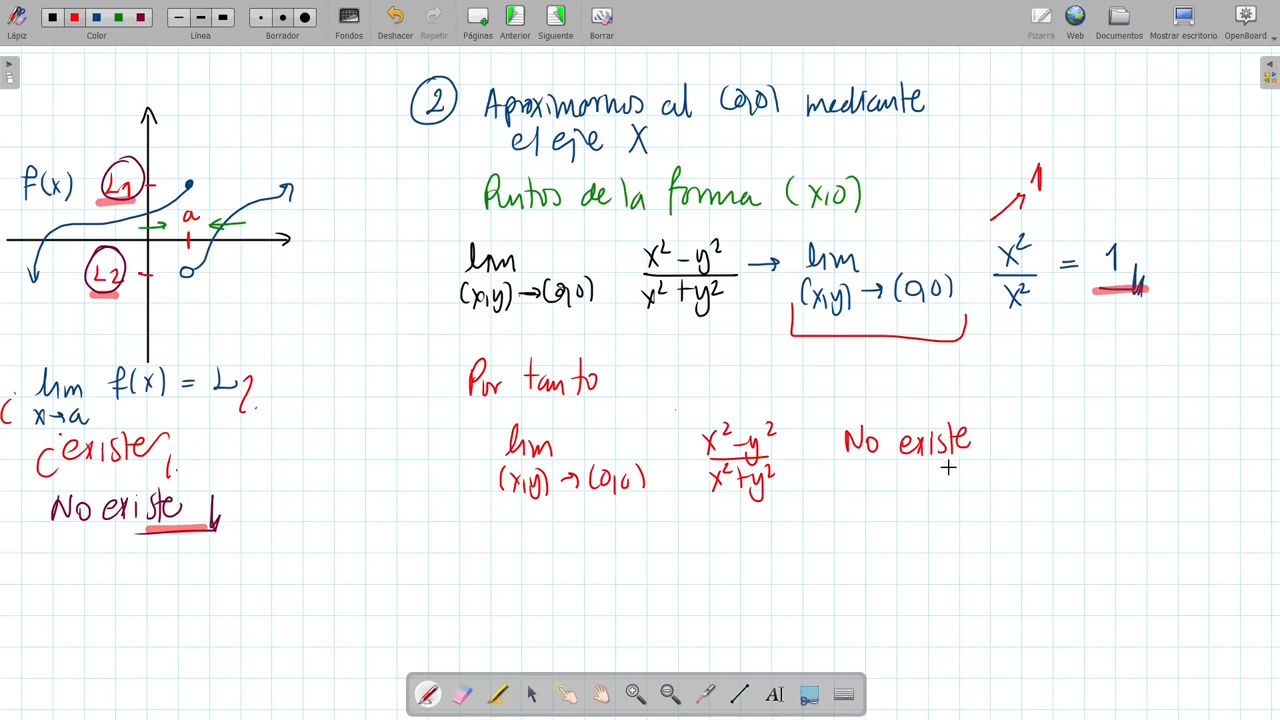 Lápiz
Color
Línea
Borrador
Fondos
Deshacer
Repetir
Páginas
Anterior
Siguiente
Borrar
Pizarra
Web
Documentos
Mostrar escritorio
OpenBoard
f(x)
L1
a
L2
lim f(x) = L?
x→a
¿existe?
No existe
② Aproximarnos al (0,0) mediante
el eje X
Puntos de la forma (x,0)
1
lim x²-y² → lim x² = 1
(x,y)→(0,0) x²+y² (x,y)→(0,0) x²
Por tanto
lim x²-y² No existe
(x,y)→(0,0) x²+y²